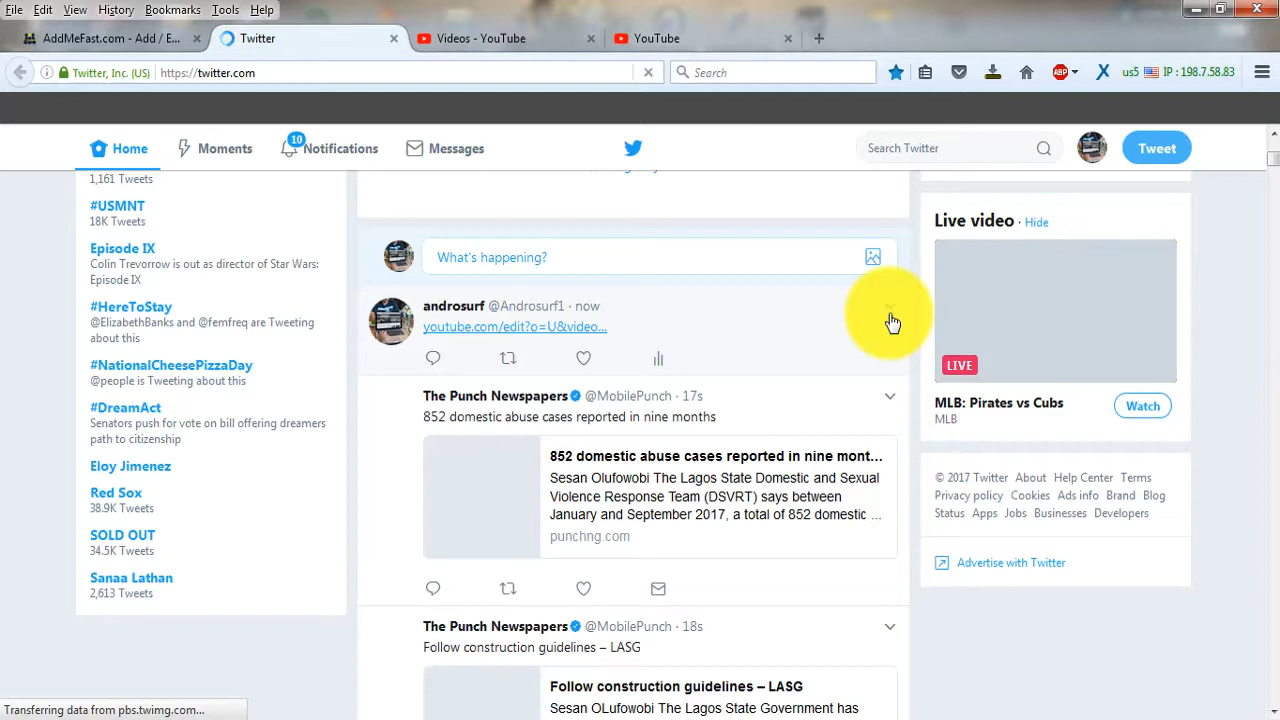 File Edit View History Bookmarks Tools Help
AddMeFast.com - Add / E...
Twitter
Videos - YouTube
YouTube
Twitter, Inc. (US)
https://twitter.com
Search
ABP
us5
IP : 198.7.58.83
Home
Moments
10
Notifications
Messages
Search Twitter
Tweet
1,161 Tweets
#USMNT
18K Tweets
Episode IX
Colin Trevorrow is out as director of Star Wars:
Episode IX
#HereToStay
@ElizabethBanks and @femfreq are Tweeting
about this
#NationalCheesePizzaDay
@people is Tweeting about this
#DreamAct
Senators push for vote on bill offering dreamers
path to citizenship
Eloy Jimenez
Red Sox
38.9K Tweets
SOLD OUT
34.5K Tweets
Sanaa Lathan
2,613 Tweets
What's happening?
androsurf @Androsurf1 · now
youtube.com/edit?o=U&video...
The Punch Newspapers @MobilePunch · 17s
852 domestic abuse cases reported in nine months
852 domestic abuse cases reported in nine mont...
Sesan Olufowobi The Lagos State Domestic and Sexual
Violence Response Team (DSVRT) says between
January and September 2017, a total of 852 domestic ...
punchng.com
The Punch Newspapers @MobilePunch · 18s
Follow construction guidelines – LASG
Follow construction guidelines – LASG
Sesan OLufowobi The Lagos State Government has
Live video · Hide
LIVE
MLB: Pirates vs Cubs
MLB
Watch
© 2017 Twitter About Help Center Terms
Privacy policy Cookies Ads info Brand Blog
Status Apps Jobs Businesses Developers
Advertise with Twitter
Transferring data from pbs.twimg.com...